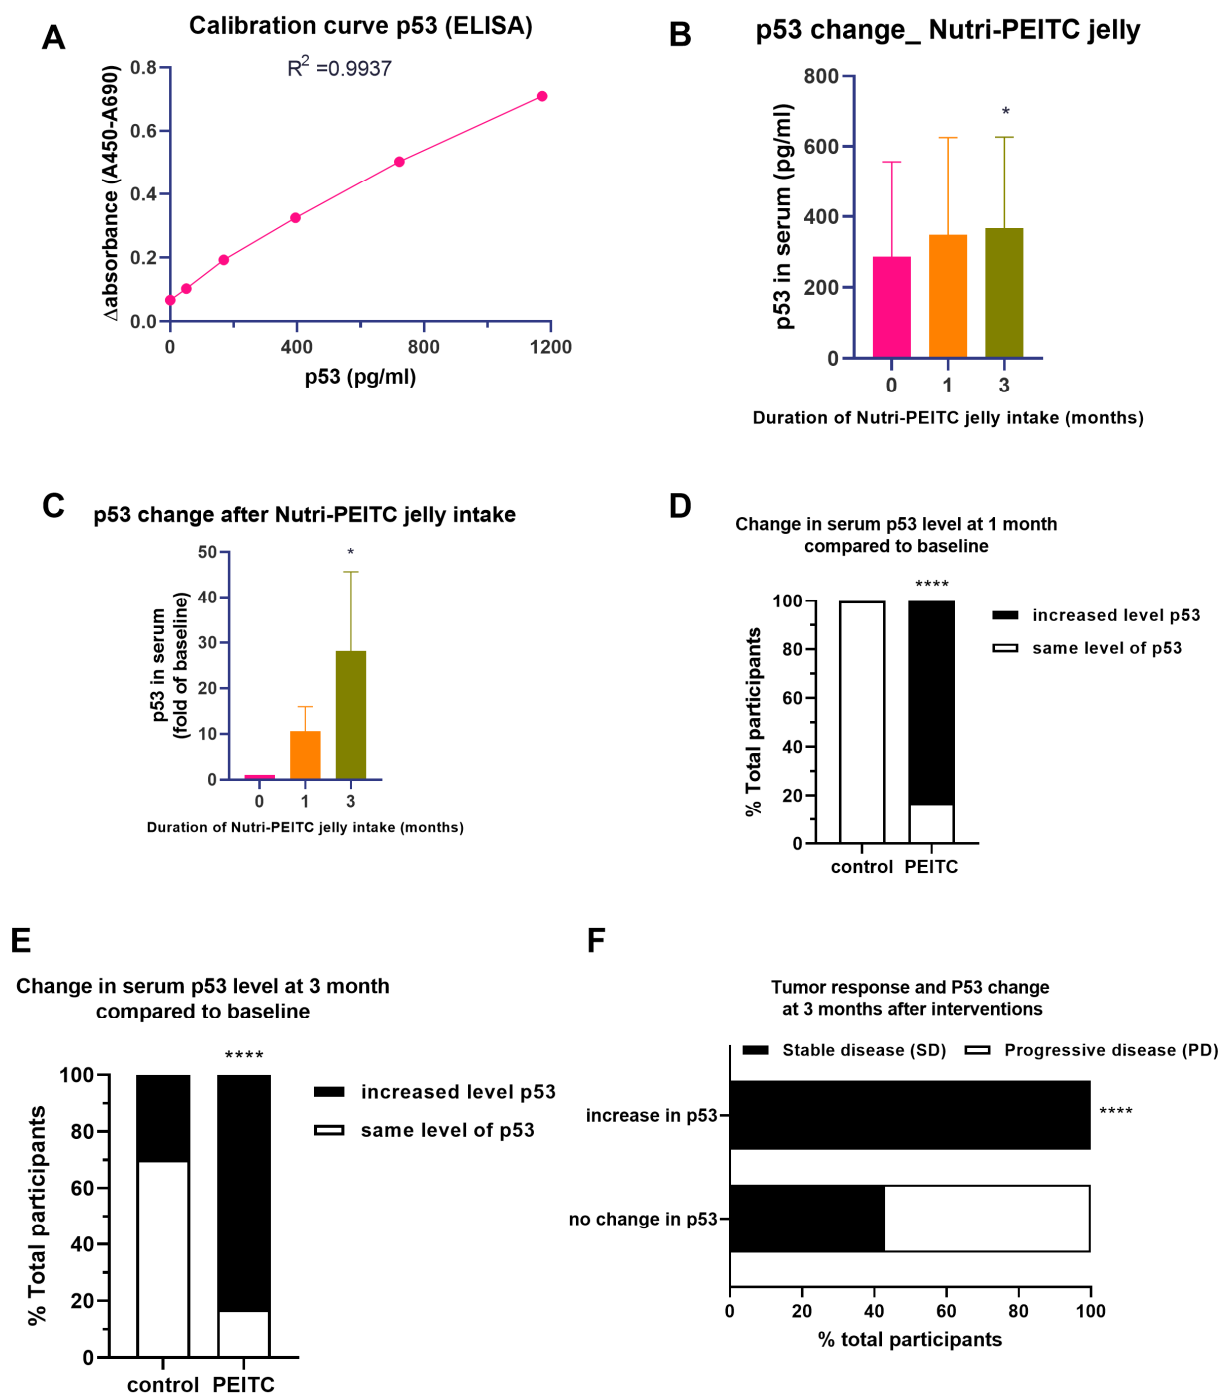 A
Calibration curve p53 (ELISA)
R2 =0.9937
Δabsorbance (A450-A690)
0.8
0.6
0.4
0.2
0.0
0
400
800
1200
p53 (pg/ml)
B
p53 change_ Nutri-PEITC jelly
p53 in serum (pg/ml)
800
600
400
200
0
*
0
1
3
Duration of Nutri-PEITC jelly intake (months)
C
p53 change after Nutri-PEITC jelly intake
p53 in serum
(fold of baseline)
50
40
30
20
10
0
*
0
1
3
Duration of Nutri-PEITC jelly intake (months)
D
Change in serum p53 level at 1 month
compared to baseline
****
% Total participants
100
80
60
40
20
0
control
PEITC
increased level p53
same level of p53
E
Change in serum p53 level at 3 month
compared to baseline
****
% Total participants
100
80
60
40
20
0
control
PEITC
increased level p53
same level of p53
F
Tumor response and P53 change
at 3 months after interventions
Stable disease (SD)
Progressive disease (PD)
increase in p53
****
no change in p53
0
20
40
60
80
100
% total participants